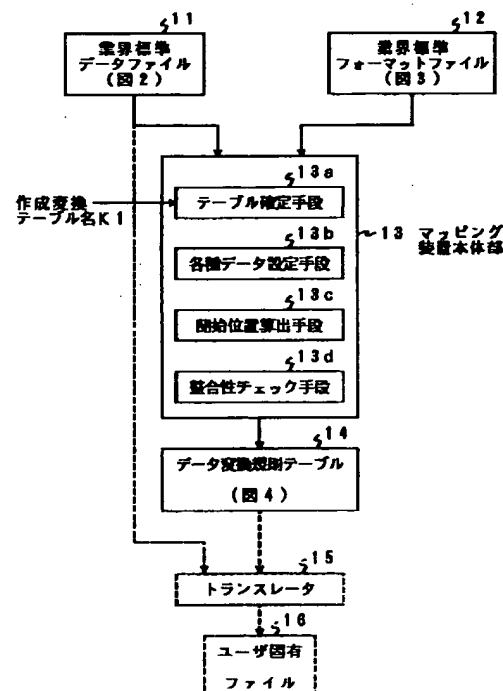 11
業界標準
データファイル
(図2)
12
業界標準
フォーマットファイル
(図3)
作成変換
テーブル名K1
13a
テーブル確定手段
13b
各種データ設定手段
13c
開始位置算出手段
13d
整合性チェック手段
13 マッピング
装置本体部
14
データ変換規則テーブル
(図4)
15
トランスレータ
16
ユーザ固有
ファイル